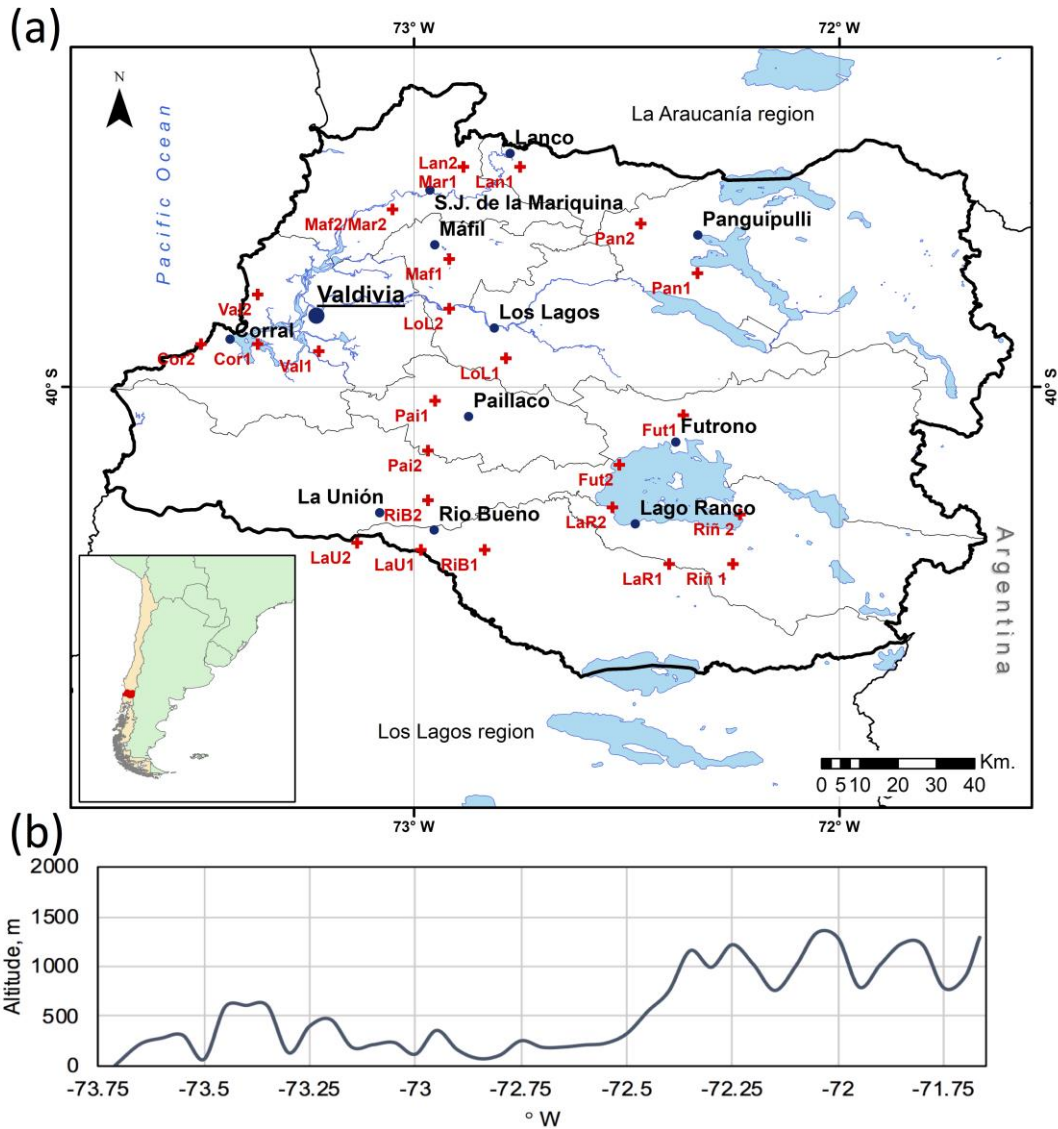 (a)
73° W 72° W
N
Pacific Ocean
La Araucanía region
Lanco
Lan2
Mar1 Lan1
S.J. de la Mariquina
Maf2/Mar2
Máfil
Pan2
Panguipulli
Maf1
Pan1
Val2
Valdivia
LoL2
Los Lagos
Corral
Cor2 Cor1 Val1
LoL1
40° S 40° S
Pai1
Paillaco
Fut1
Futrono
Pai2
Fut2
La Unión
RiB2
Rio Bueno
LaR2
Lago Ranco
Riñ 2
LaU2 LaU1 RiB1
LaR1 Riñ 1
Argentina
Los Lagos region
Km.
0 5 10 20 30 40
73° W 72° W
(b)
2000
1500
1000
500
0
Altitude, m
-73.75 -73.5 -73.25 -73 -72.75 -72.5 -72.25 -72 -71.75
° W